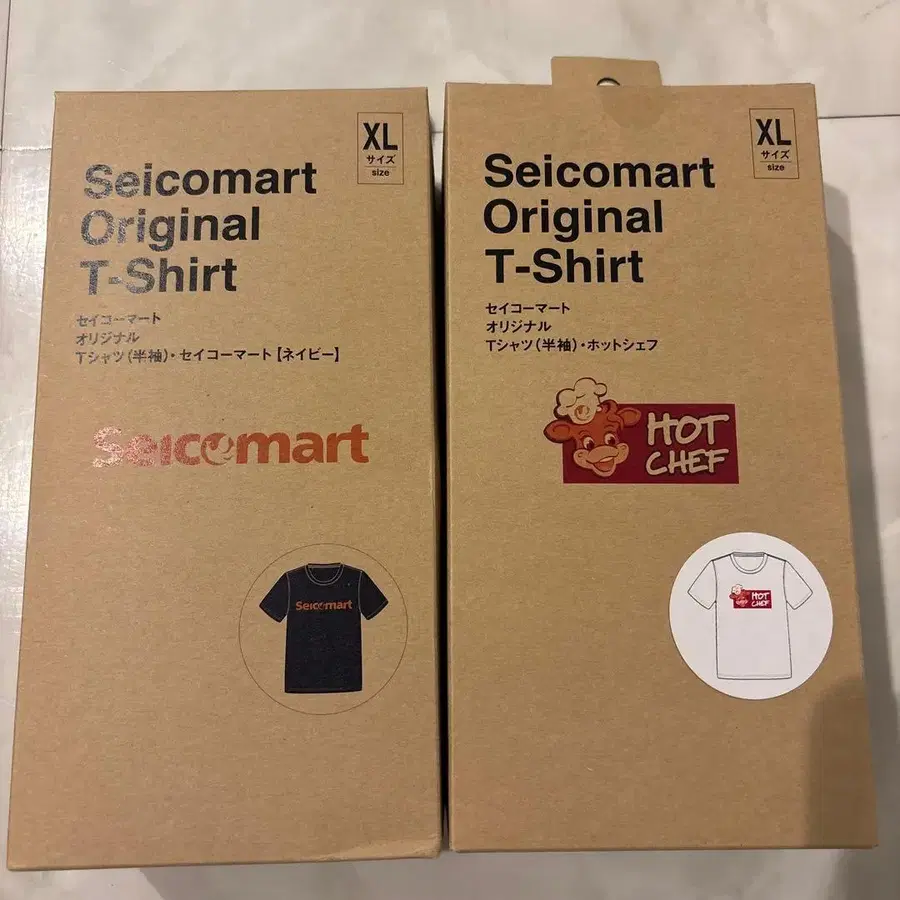 XL
サイズ
size
Seicomart
Original
T-Shirt
セイコーマート
オリジナル
Tシャツ(半袖)・セイコーマート【ネイビー】
Seicomart
Seicomart
XL
サイズ
size
Seicomart
Original
T-Shirt
セイコーマート
オリジナル
Tシャツ(半袖)・ホットシェフ
HOT
CHEF
HOT
CHEF